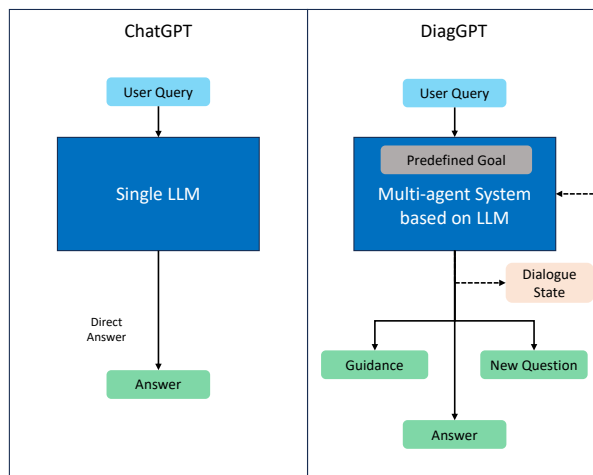 ChatGPT
User Query
Single LLM
Direct
Answer
Answer
DiagGPT
User Query
Predefined Goal
Multi-agent System
based on LLM
Dialogue
State
Guidance
New Question
Answer